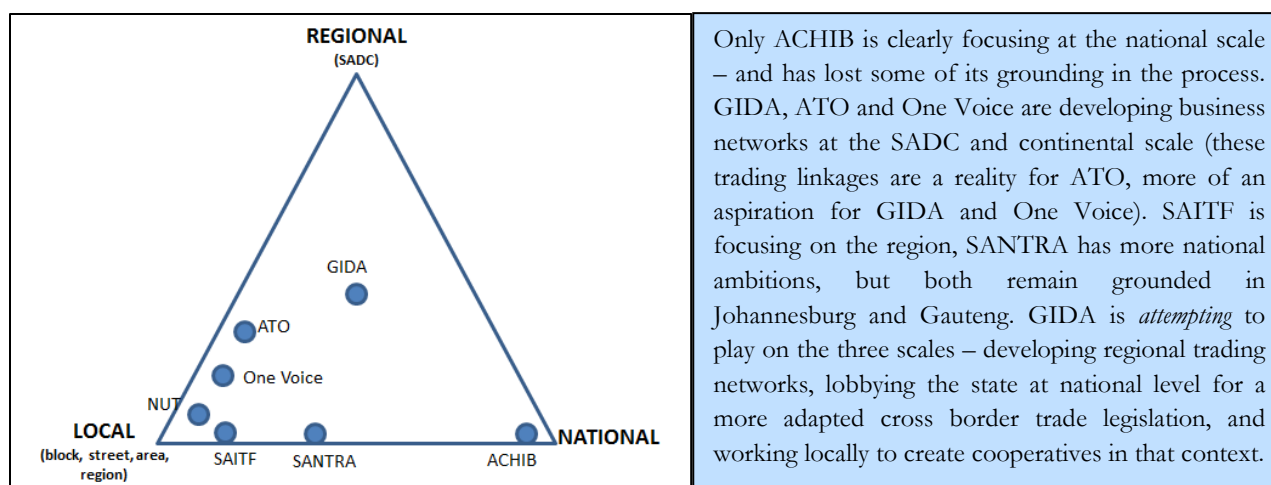 REGIONAL
(SADC)
GIDA
ATO
One Voice
NUT
LOCAL
(block, street, area,
region)
SAITF
SANTRA
ACHIB
NATIONAL
Only ACHIB is clearly focusing at the national scale
– and has lost some of its grounding in the process.
GIDA, ATO and One Voice are developing business
networks at the SADC and continental scale (these
trading linkages are a reality for ATO, more of an
aspiration for GIDA and One Voice). SAITF is
focusing on the region, SANTRA has more national
ambitions, but both remain grounded in
Johannesburg and Gauteng. GIDA is attempting to
play on the three scales – developing regional trading
networks, lobbying the state at national level for a
more adapted cross border trade legislation, and
working locally to create cooperatives in that context.